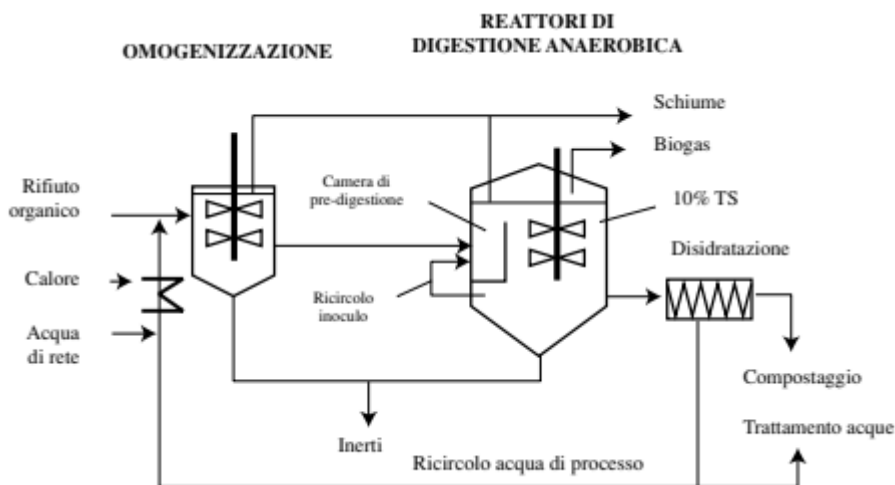 REATTORI DI
DIGESTIONE ANAEROBICA
OMOGENIZZAZIONE
Schiume
Biogas
Rifiuto
organico
Camera di
pre-digestione
10% TS
Disidratazione
Calore
Ricircolo
inoculo
Acqua
di rete
Compostaggio
Trattamento acque
Inerti
Ricircolo acqua di processo